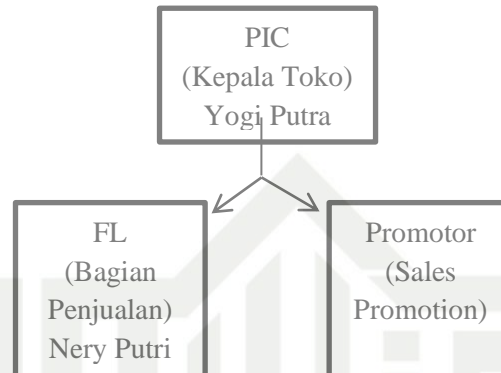 PIC
(Kepala Toko)
Yogi Putra
FL
(Bagian
Penjualan)
Nery Putri
Promotor
(Sales
Promotion)